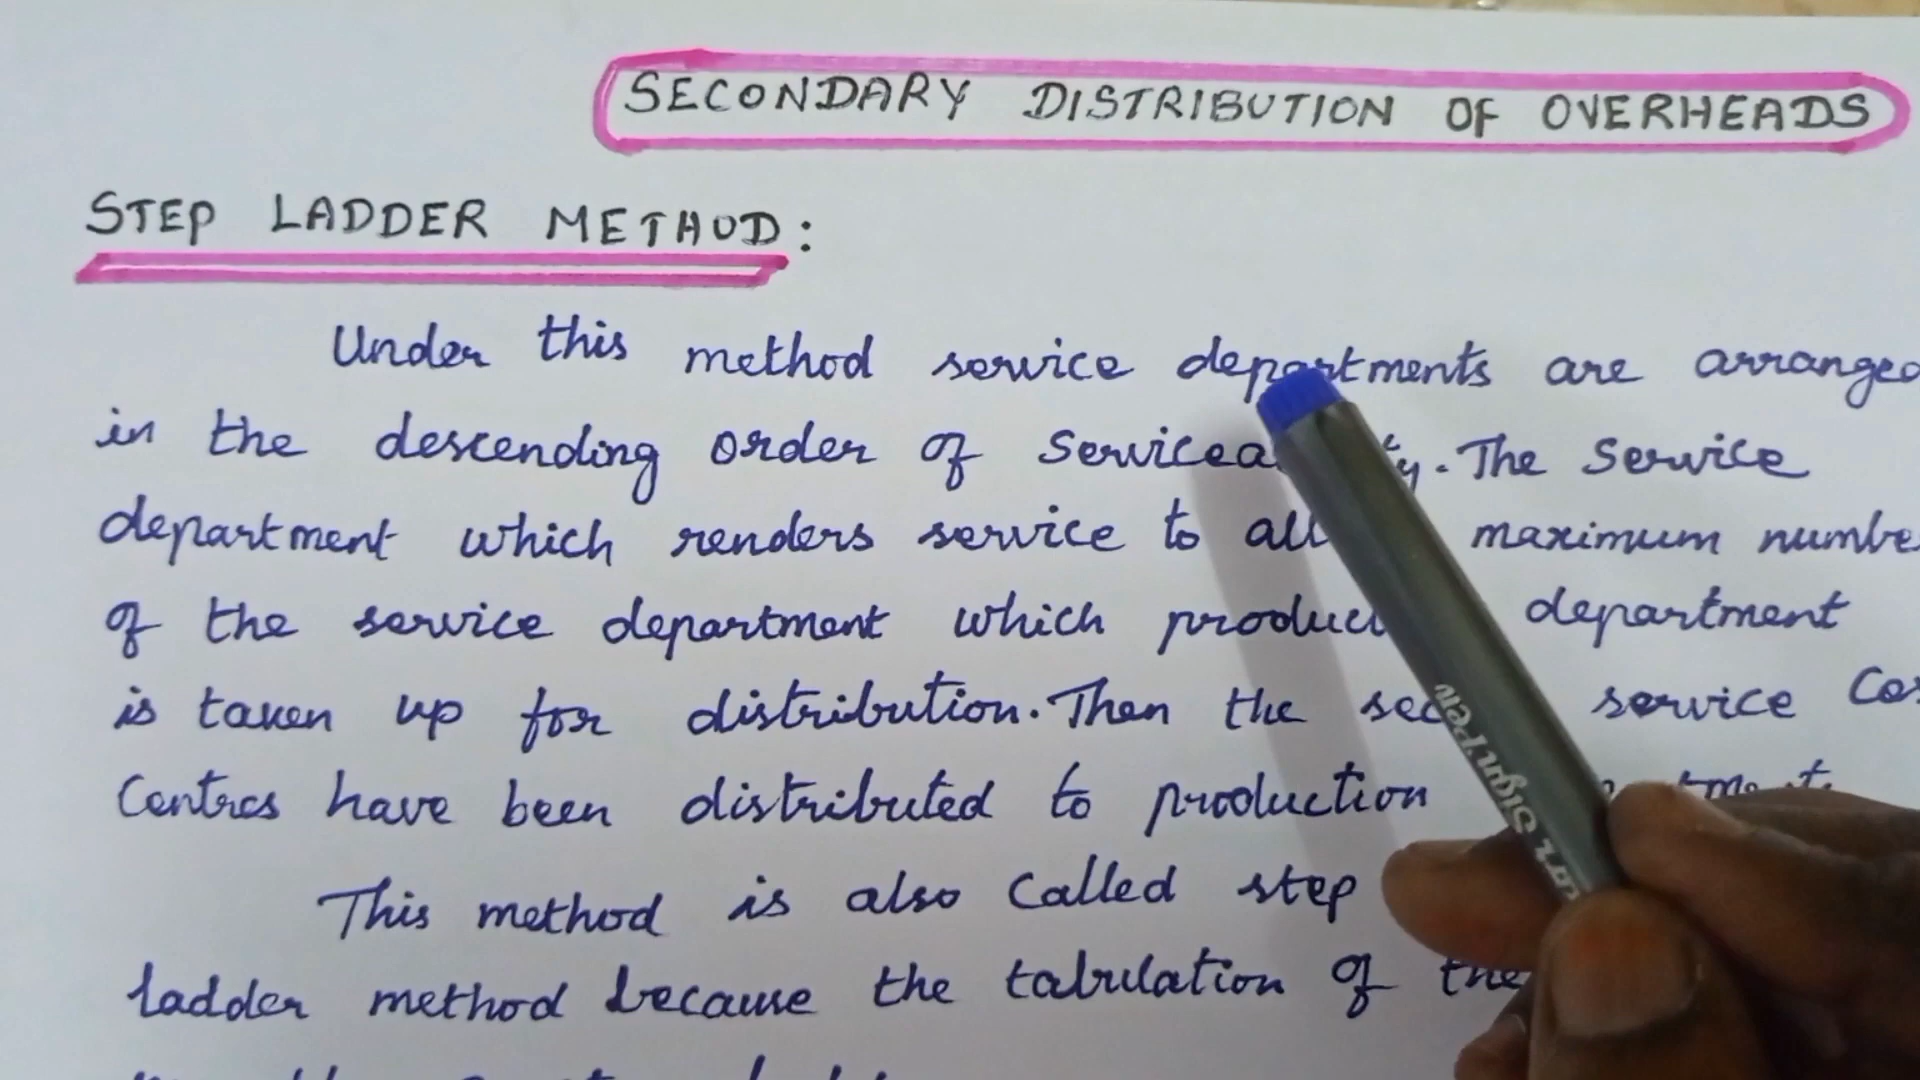 SECONDARY DISTRIBUTION OF OVERHEADS
STEP LADDER METHOD:
Under this method service departments are arranged
in the descending order of . The Service
department which renders service to all maximum
of the service department which department
is taken up for distribution. Then the service
Centres have been distributed to production
This method is also Called step
ladder method because the tabulation of the